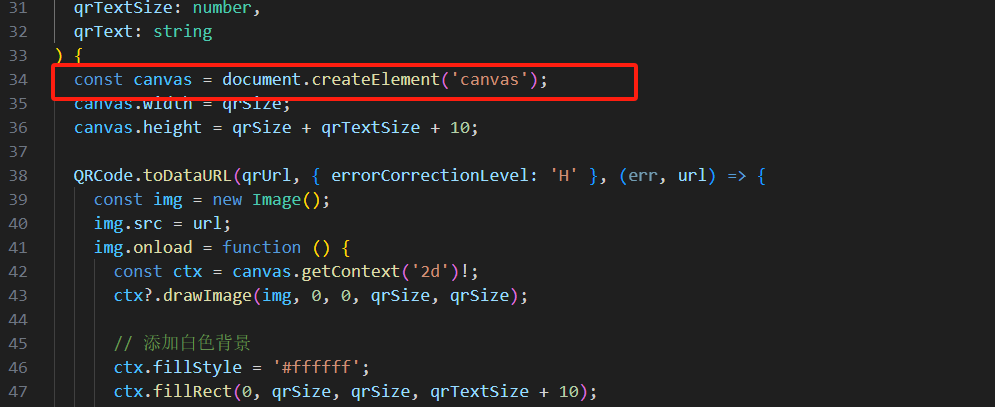 31 qrTextSize: number,
32 qrText: string
33 ) {
34 const canvas = document.createElement('canvas');
35 canvas.width = qrSize;
36 canvas.height = qrSize + qrTextSize + 10;
37
38 QRCode.toDataURL(qrUrl, { errorCorrectionLevel: 'H' }, (err, url) => {
39 const img = new Image();
40 img.src = url;
41 img.onload = function () {
42 const ctx = canvas.getContext('2d')!;
43 ctx?.drawImage(img, 0, 0, qrSize, qrSize);
44
45 // 添加白色背景
46 ctx.fillStyle = '#ffffff';
47 ctx.fillRect(0, qrSize, qrSize, qrTextSize + 10);